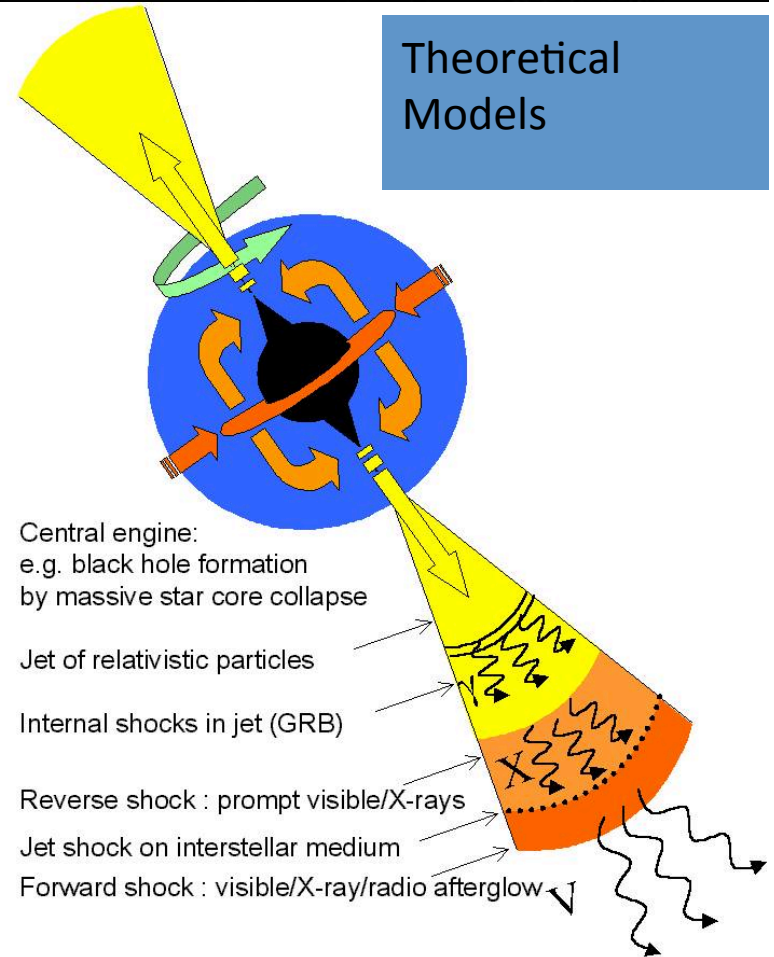 Theoretical
Models
Central engine:
e.g. black hole formation
by massive star core collapse
Jet of relativistic particles
γ
Internal shocks in jet (GRB)
X
Reverse shock : prompt visible/X-rays
Jet shock on interstellar medium
Forward shock : visible/X-ray/radio afterglow
V